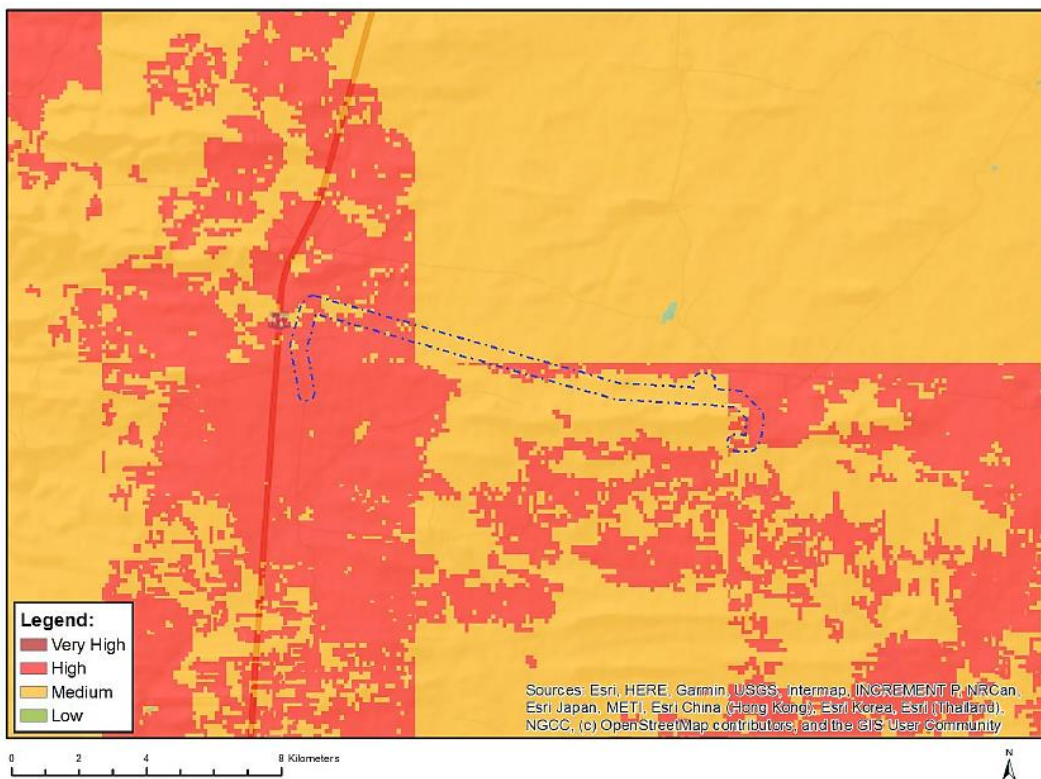 Legend:
Very High
High
Medium
Low
Sources: Esri, HERE, Garmin, USGS, Intermap, INCREMENT P, NRCan,
Esri Japan, METI, Esri China (Hong Kong), Esri Korea, Esri (Thailand),
NGCC, (c) OpenStreetMap contributors, and the GIS User Community
0 2 4 8 Kilometers
N